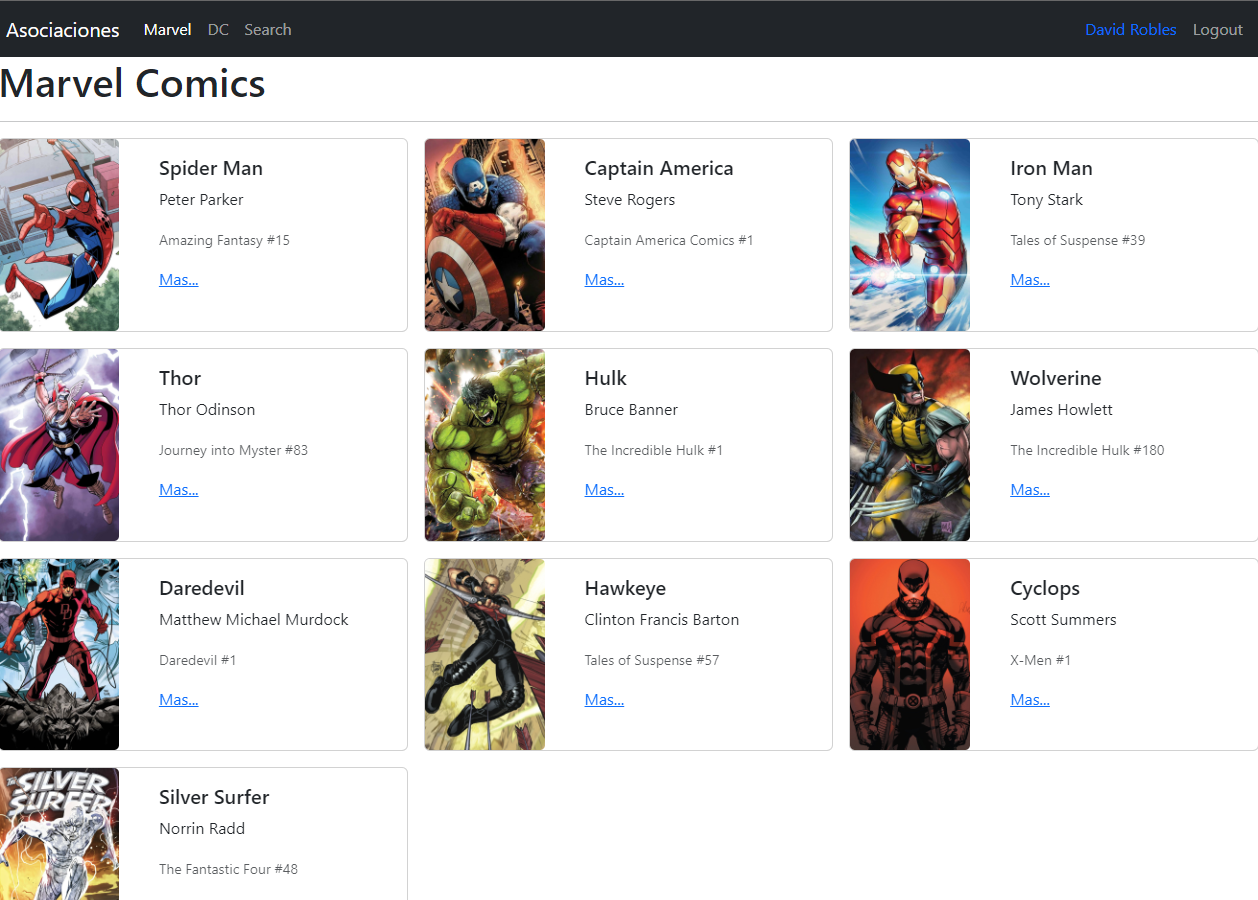 Asociaciones Marvel DC Search David Robles Logout
Marvel Comics
Spider Man
Peter Parker
Amazing Fantasy #15
Mas...
Captain America
Steve Rogers
Captain America Comics #1
Mas...
Iron Man
Tony Stark
Tales of Suspense #39
Mas...
Thor
Thor Odinson
Journey into Myster #83
Mas...
Hulk
Bruce Banner
The Incredible Hulk #1
Mas...
Wolverine
James Howlett
The Incredible Hulk #180
Mas...
Daredevil
Matthew Michael Murdock
Daredevil #1
Mas...
Hawkeye
Clinton Francis Barton
Tales of Suspense #57
Mas...
Cyclops
Scott Summers
X-Men #1
Mas...
THE SILVER
SURFER
Silver Surfer
Norrin Radd
The Fantastic Four #48